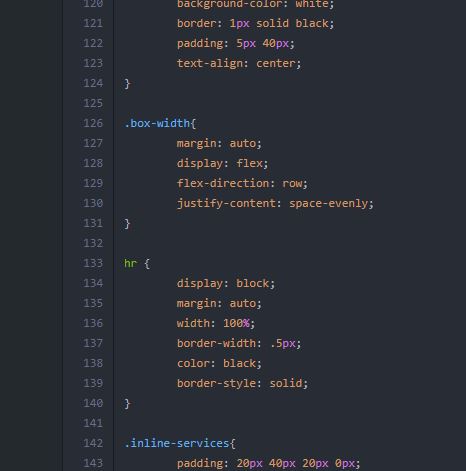 120 background-color: white;
121 border: 1px solid black;
122 padding: 5px 40px;
123 text-align: center;
124 }
125
126 .box-width{
127 margin: auto;
128 display: flex;
129 flex-direction: row;
130 justify-content: space-evenly;
131 }
132
133 hr {
134 display: block;
135 margin: auto;
136 width: 100%;
137 border-width: .5px;
138 color: black;
139 border-style: solid;
140 }
141
142 .inline-services{
143 padding: 20px 40px 20px 0px;